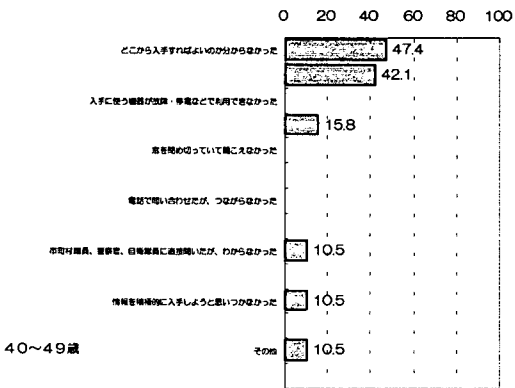 0 20 40 60 80 100
どこから入手すればよいのか分からなかった
47.4
42.1
入手に使う機器が故障・停電などで利用できなかった
15.8
窓を閉め切っていて聞こえなかった
電話で問い合わせたが、つながらなかった
市町村職員、警察官、自衛隊員に直接聞いたが、わからなかった
10.5
情報を積極的に入手しようと思いつかなかった
10.5
40～49歳
その他
10.5